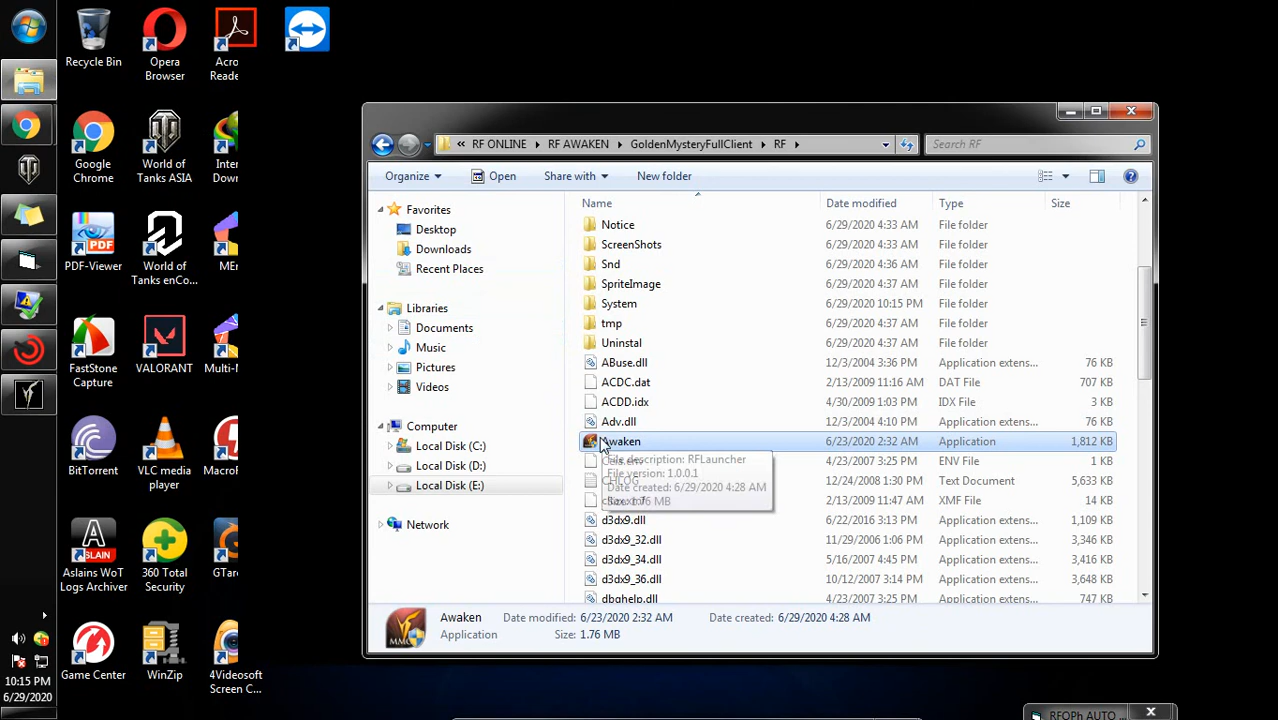 Recycle Bin
Opera
Browser
Acro
Reade
Google
Chrome
World of
Tanks ASIA
Inter
Down
PDF-Viewer
World of
Tanks enCo...
MEr
FastStone
Capture
VALORANT
Multi-M
BitTorrent
VLC media
player
MacroF
Aslains WoT
Logs Archiver
360 Total
Security
GTar
Game Center
WinZip
4Videosoft
Screen C...
10:15 PM
6/29/2020
« RF ONLINE RF AWAKEN GoldenMysteryFullClient RF
Search RF
Organize Open Share with New folder
Favorites
Desktop
Downloads
Recent Places
Libraries
Documents
Music
Pictures
Videos
Computer
Local Disk (C:)
Local Disk (D:)
Local Disk (E:)
Network
Name Date modified Type Size
Notice 6/29/2020 4:33 AM File folder
ScreenShots 6/29/2020 4:33 AM File folder
Snd 6/29/2020 4:36 AM File folder
SpriteImage 6/29/2020 4:37 AM File folder
System 6/29/2020 10:15 PM File folder
tmp 6/29/2020 4:37 AM File folder
Uninstal 6/29/2020 4:37 AM File folder
ABuse.dll 12/3/2004 3:36 PM Application extens... 76 KB
ACDC.dat 2/13/2009 11:16 AM DAT File 707 KB
ACDD.idx 4/30/2009 1:03 PM IDX File 3 KB
Adv.dll 12/3/2004 4:10 PM Application extens... 76 KB
Awaken 6/23/2020 2:32 AM Application 1,812 KB
4/23/2007 3:25 PM ENV File 1 KB
CHLOG 12/24/2008 1:30 PM Text Document 5,633 KB
2/13/2009 11:47 AM XMF File 14 KB
File description: RFLauncher
File version: 1.0.0.1
Date created: 6/29/2020 4:28 AM
Size: 1.76 MB
d3dx9.dll 6/22/2016 3:13 PM Application extens... 1,109 KB
d3dx9_32.dll 11/29/2006 1:06 PM Application extens... 3,346 KB
d3dx9_34.dll 5/16/2007 4:45 PM Application extens... 3,416 KB
d3dx9_36.dll 10/12/2007 3:14 PM Application extens... 3,648 KB
dbghelp.dll 4/23/2007 3:25 PM Application extens... 747 KB
Awaken Date modified: 6/23/2020 2:32 AM Date created: 6/29/2020 4:28 AM
Application Size: 1.76 MB
MMO
RFOPh AUTO